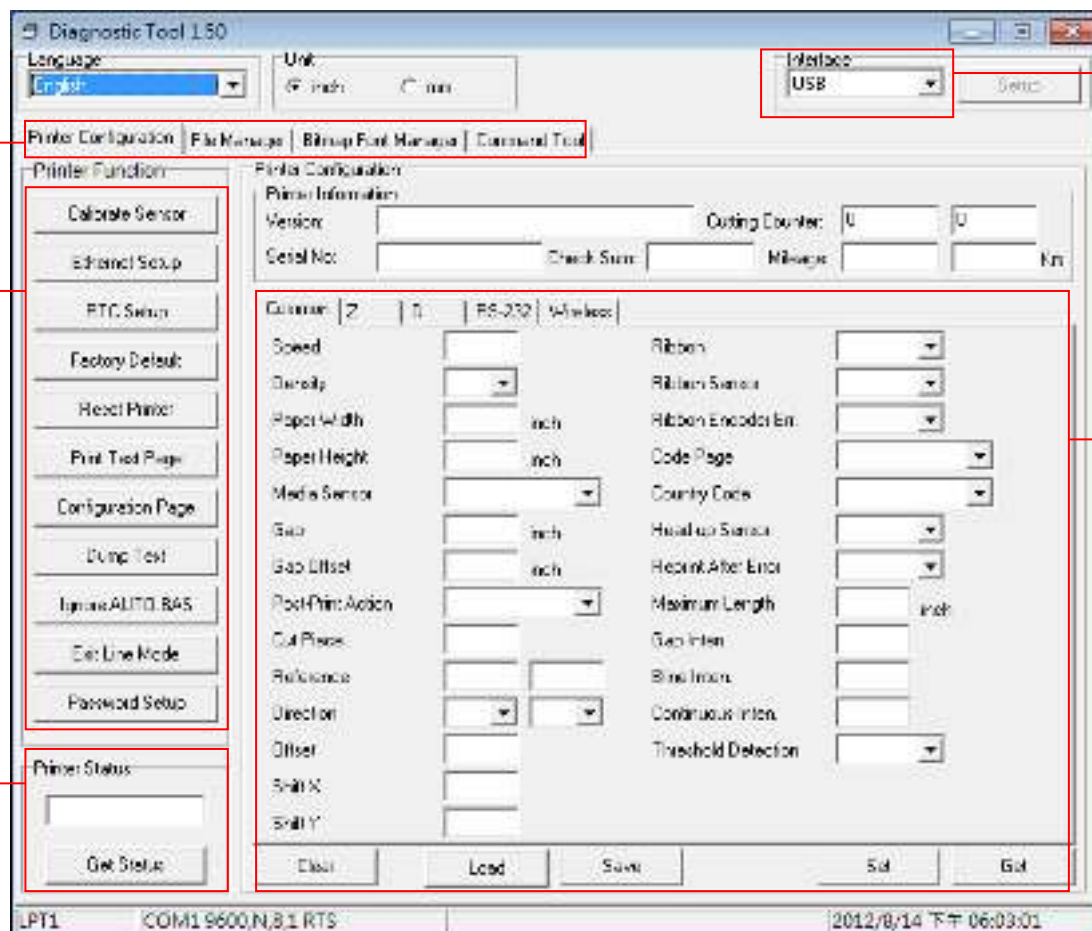 Diagnostic Tool 1.50
Language
English
Unit
inch
mm
Interface
USB
Setup
Printer Configuration
File Manager
Bitmap Font Manager
Command Tool
Printer Function
Calibrate Sensor
Ethernet Setup
RTC Setup
Factory Default
Reset Printer
Print Test Page
Configuration Page
Dump Text
Ignore AUTO.BAS
Exit Line Mode
Password Setup
Printer Status
Get Status
Printer Configuration
Printer Information
Version:
Cutting Counter:
0
0
Serial No:
Check Sum:
Mileage:
Km
Common
Z
D
RS-232
Wireless
Speed
Density
Paper Width
inch
Paper Height
inch
Media Sensor
Gap
inch
Gap Offset
inch
Post-Print Action
Cut Piece
Reference
Direction
Offset
Shift X
Shift Y
Ribbon
Ribbon Sensor
Ribbon Encoder Err.
Code Page
Country Code
Head-up Sensor
Reprint After Error
Maximum Length
inch
Gap Inten.
Bline Inten.
Continuous Inten.
Threshold Detection
Clear
Load
Save
Set
Get
LPT1
COM1 9600,N,8,1 RTS
2012/8/14 下午 06:03:01